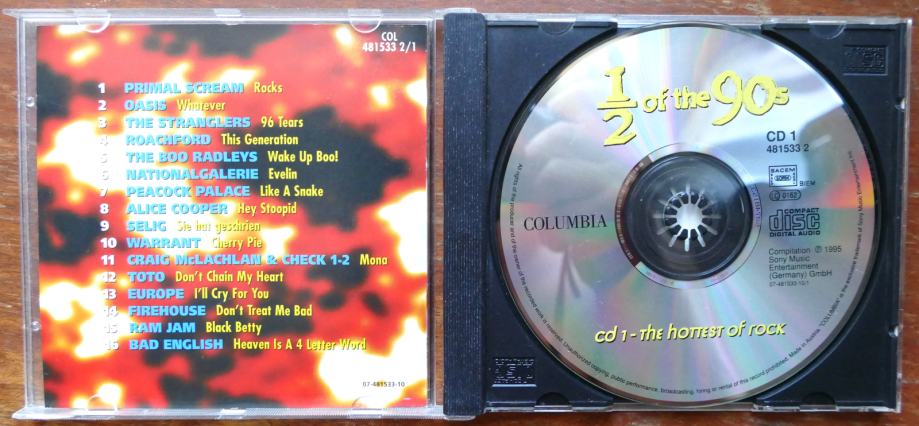 COL
481533 2/1
1 PRIMAL SCREAM Rocks
2 OASIS Whatever
3 THE STRANGLERS 96 Tears
4 ROACHFORD This Generation
5 THE BOO RADLEYS Wake Up Boo!
6 NATIONALGALERIE Evelin
7 PEACOCK PALACE Like A Snake
8 ALICE COOPER Hey Stoopid
9 SELIG Sie hat geschrien
10 WARRANT Cherry Pie
11 CRAIG McLACHLAN & CHECK 1-2 Mona
12 TOTO Don't Chain My Heart
13 EUROPE I'll Cry For You
14 FIREHOUSE Don't Treat Me Bad
15 RAM JAM Black Betty
16 BAD ENGLISH Heaven Is A 4 Letter Word
07-481533-10
1/2 of the 90s
CD 1
481533 2
SACEM
BIEM
COLUMBIA
COMPACT
disc
DIGITAL AUDIO
Compilation ℗ 1995
Sony Music
Entertainment
(Germany) GmbH
07-481533-10/1
cd 1 - the hottest of rock